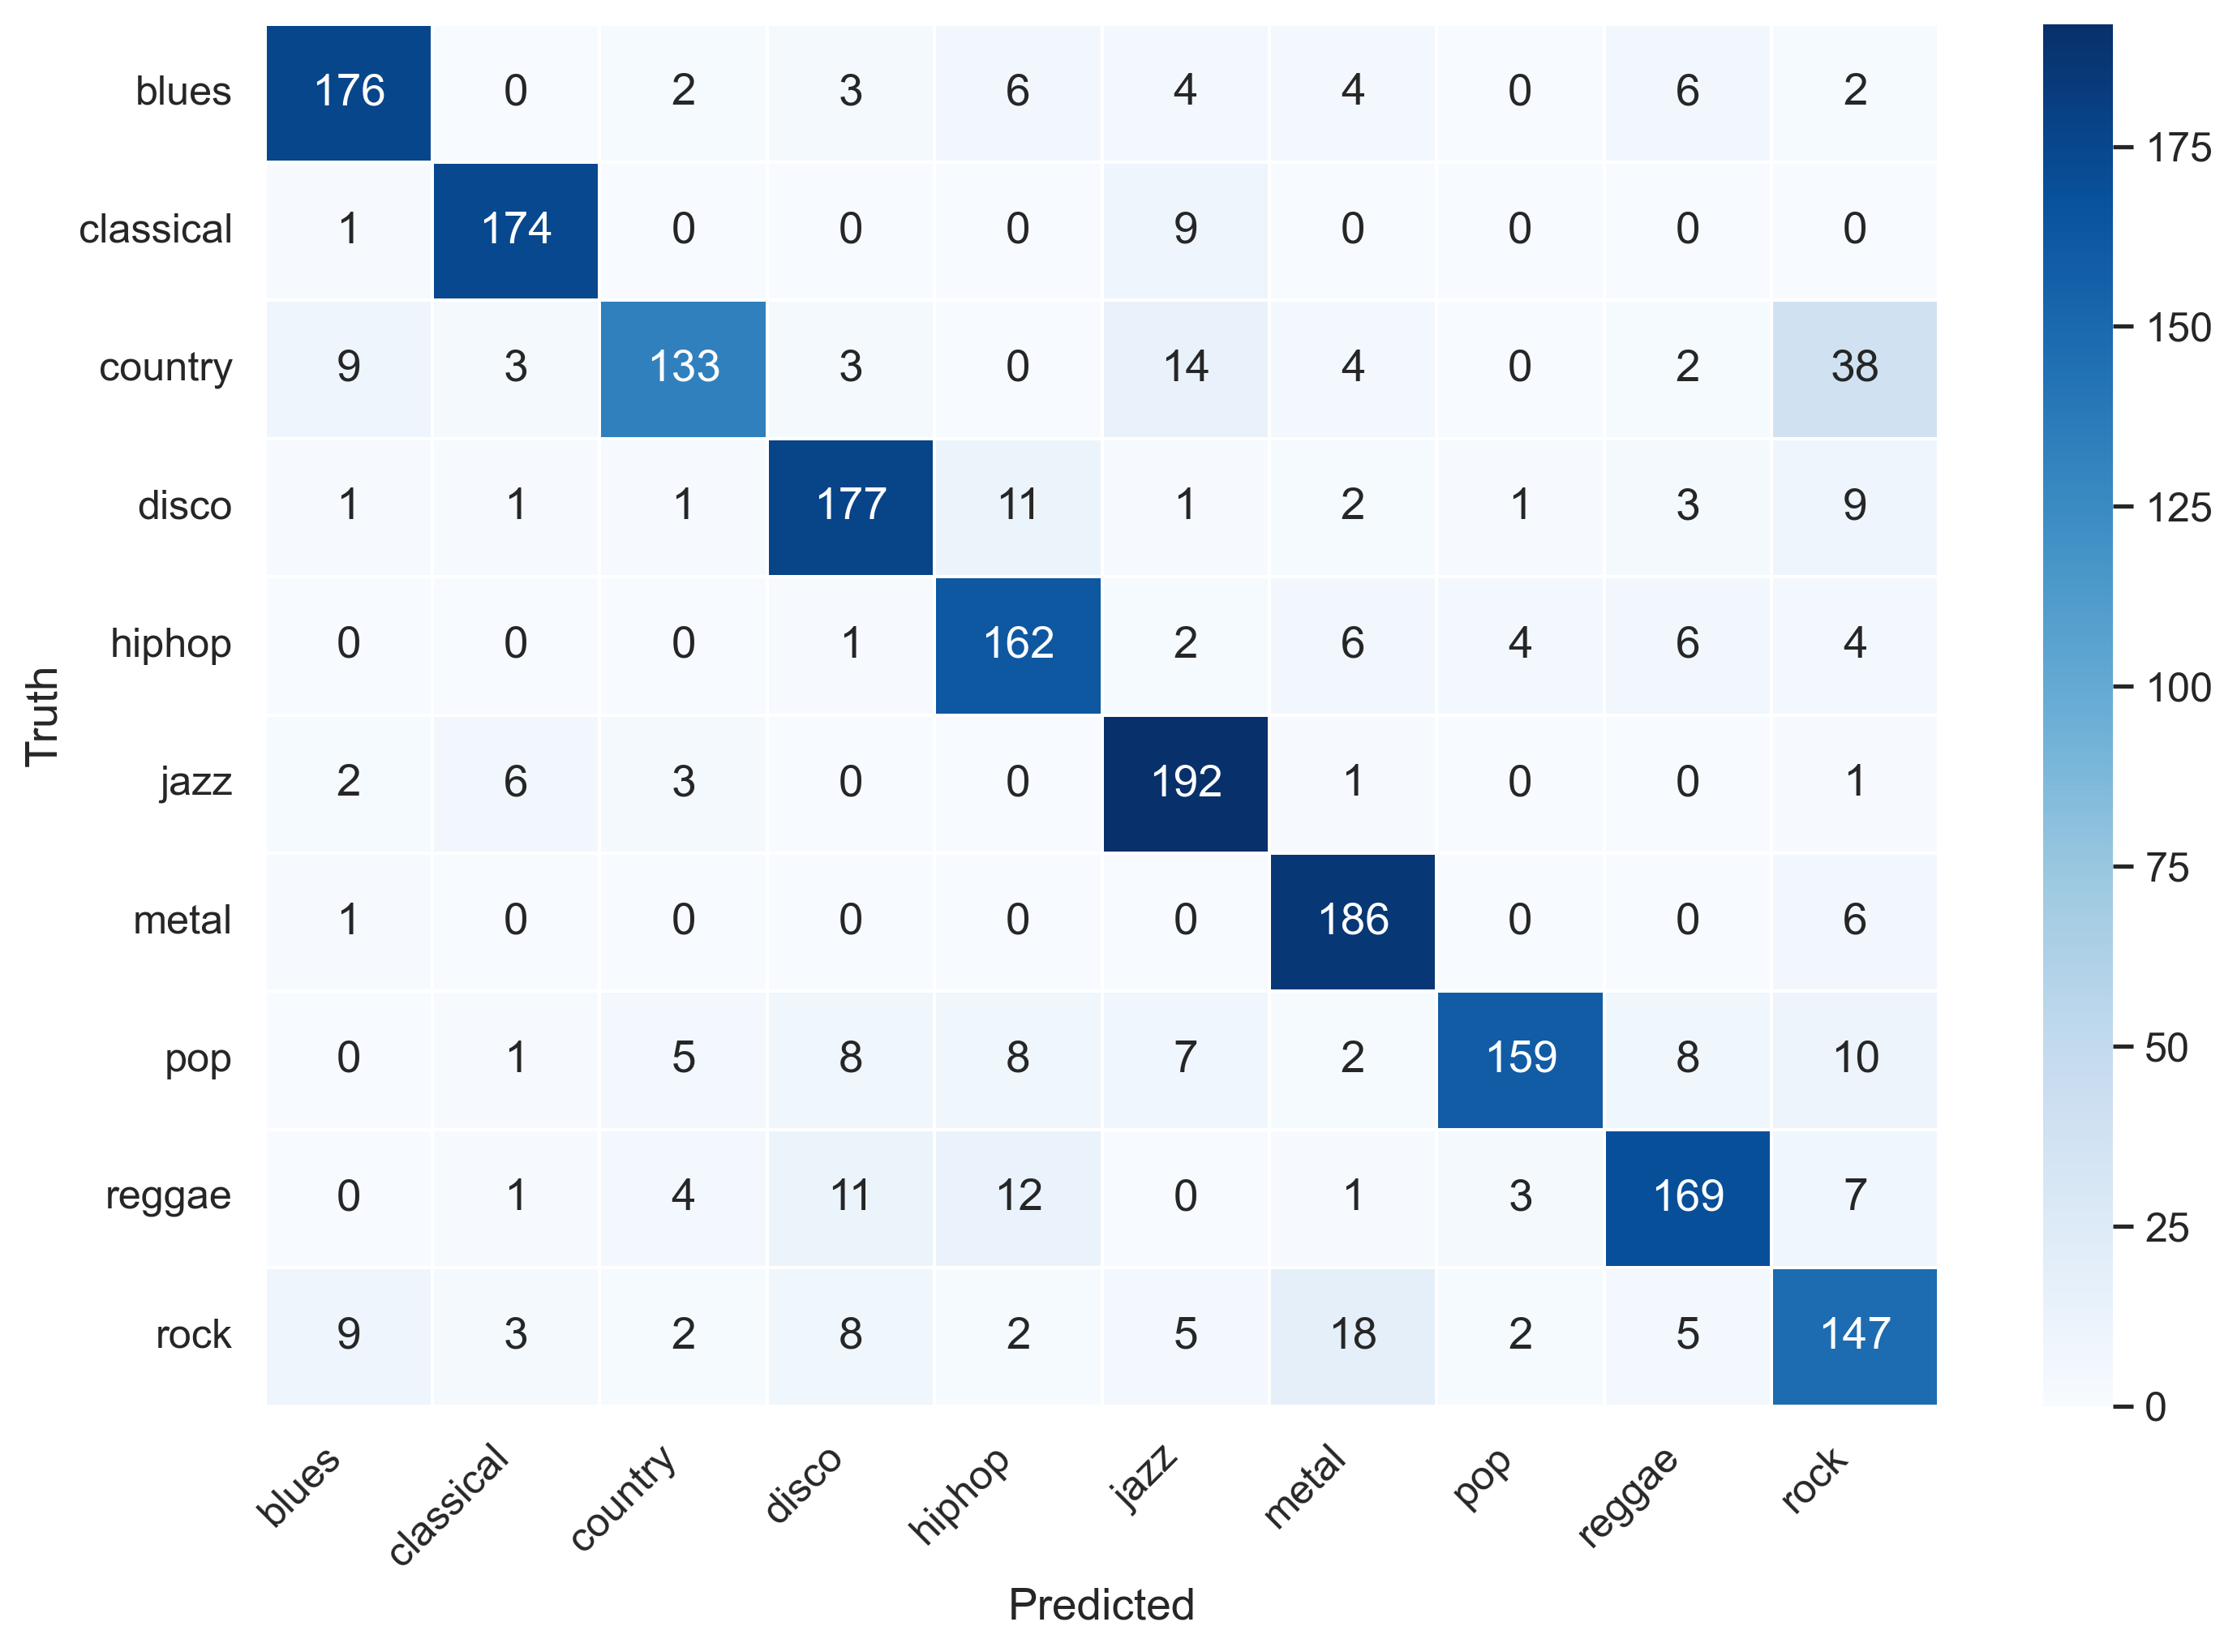 blues 176 0 2 3 6 4 4 0 6 2
classical 1 174 0 0 0 9 0 0 0 0
country 9 3 133 3 0 14 4 0 2 38
disco 1 1 1 177 11 1 2 1 3 9
hiphop 0 0 0 1 162 2 6 4 6 4
jazz 2 6 3 0 0 192 1 0 0 1
metal 1 0 0 0 0 0 186 0 0 6
pop 0 1 5 8 8 7 2 159 8 10
reggae 0 1 4 11 12 0 1 3 169 7
rock 9 3 2 8 2 5 18 2 5 147
blues classical country disco hiphop jazz metal pop reggae rock
Predicted
Truth
175
150
125
100
75
50
25
0